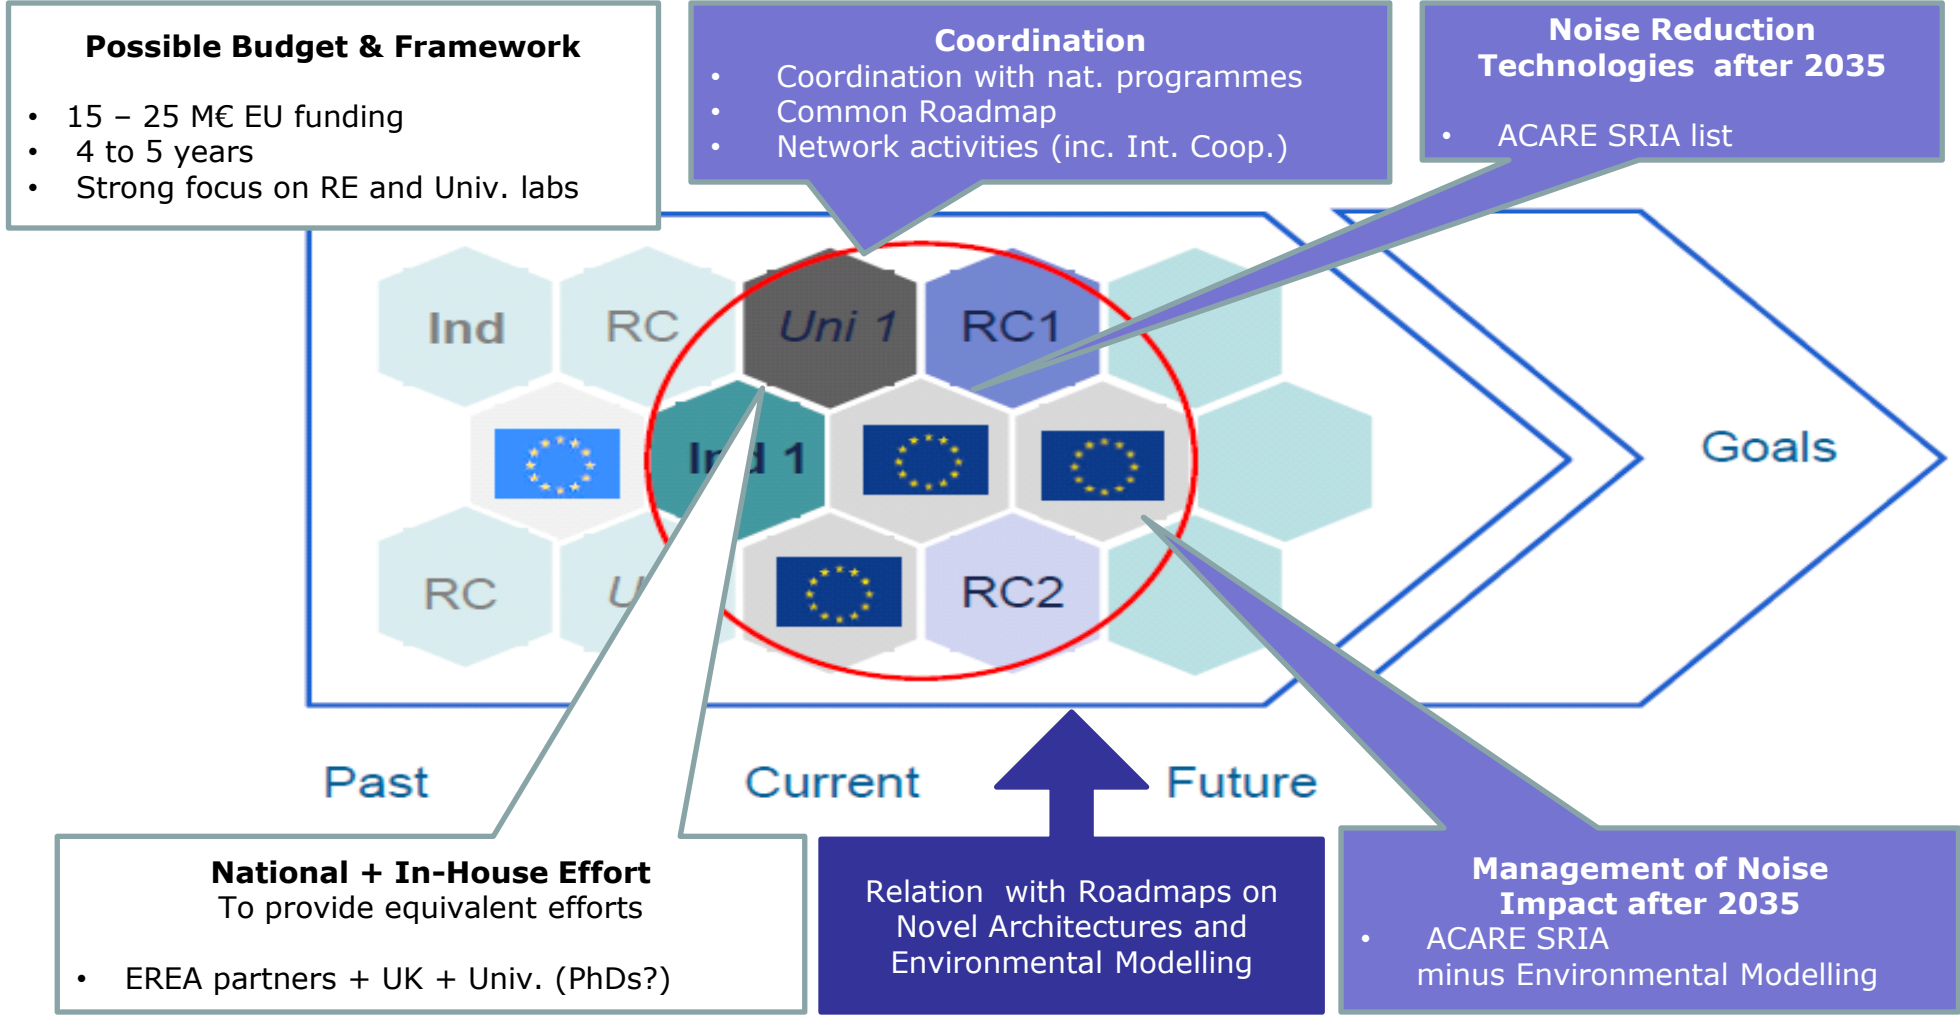 Possible Budget & Framework
• 15 – 25 M€ EU funding
• 4 to 5 years
• Strong focus on RE and Univ. labs
Coordination
• Coordination with nat. programmes
• Common Roadmap
• Network activities (inc. Int. Coop.)
Noise Reduction
Technologies after 2035
• ACARE SRIA list
Ind
RC
Uni 1
RC1
Ind 1
Goals
RC
U
RC2
Past
Current
Future
National + In-House Effort
To provide equivalent efforts
• EREA partners + UK + Univ. (PhDs?)
Relation with Roadmaps on
Novel Architectures and
Environmental Modelling
Management of Noise
Impact after 2035
• ACARE SRIA
minus Environmental Modelling